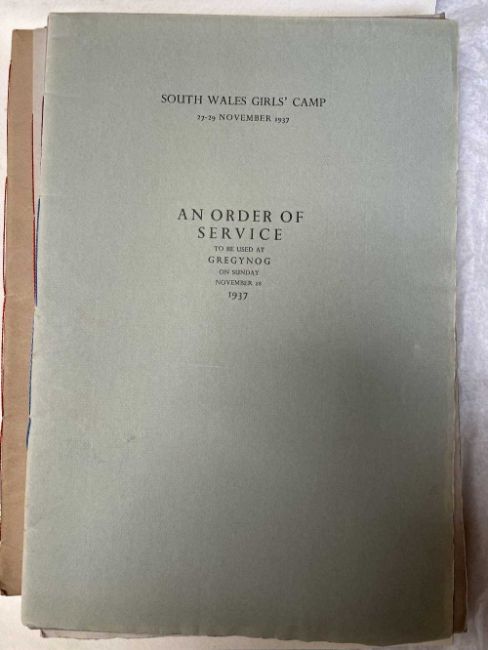 SOUTH WALES GIRLS' CAMP
27-29 NOVEMBER 1937
AN ORDER OF
SERVICE
TO BE USED AT
GREGYNOG
ON SUNDAY
NOVEMBER 28
1937